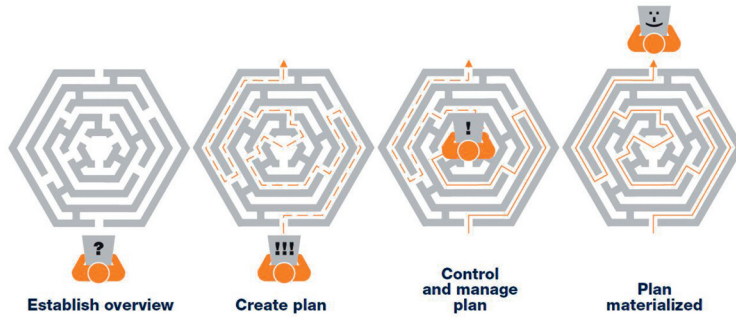 ?
!!!
!
Establish overview
Create plan
Control
and manage
plan
Plan
materialized